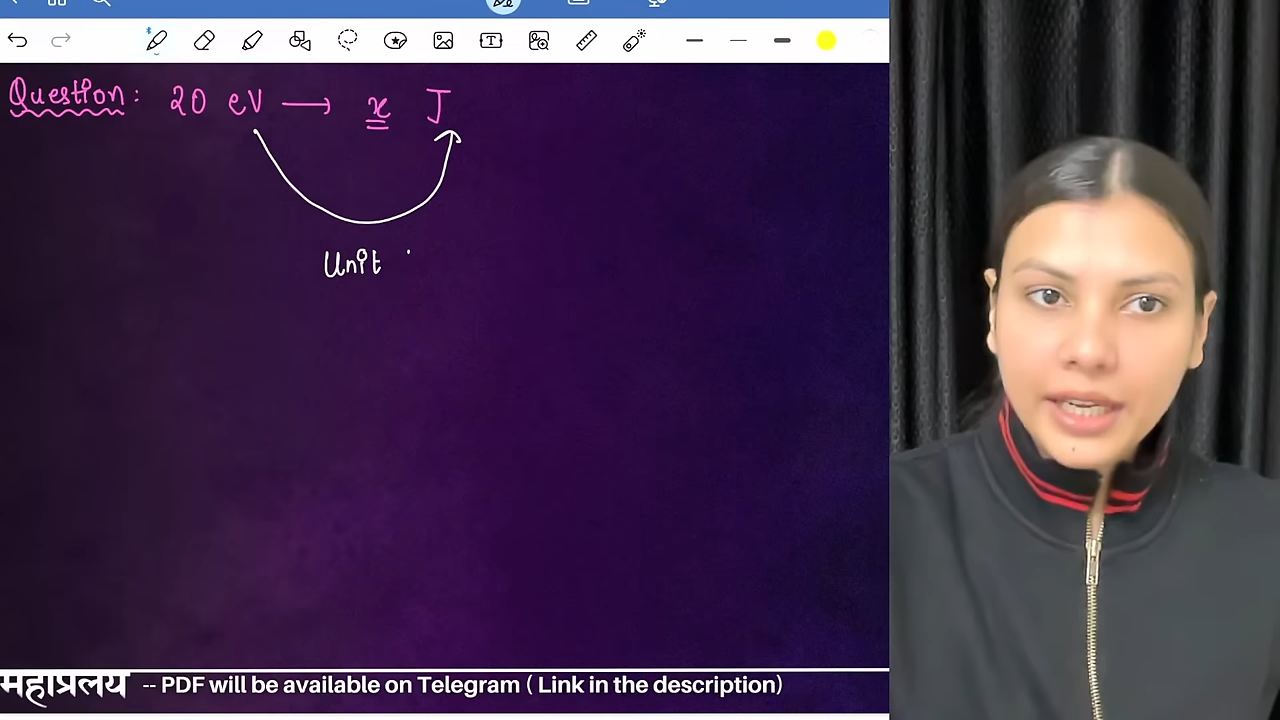 Question: 20 eV → x J
Unit
महाप्रलय -- PDF will be available on Telegram ( Link in the description)